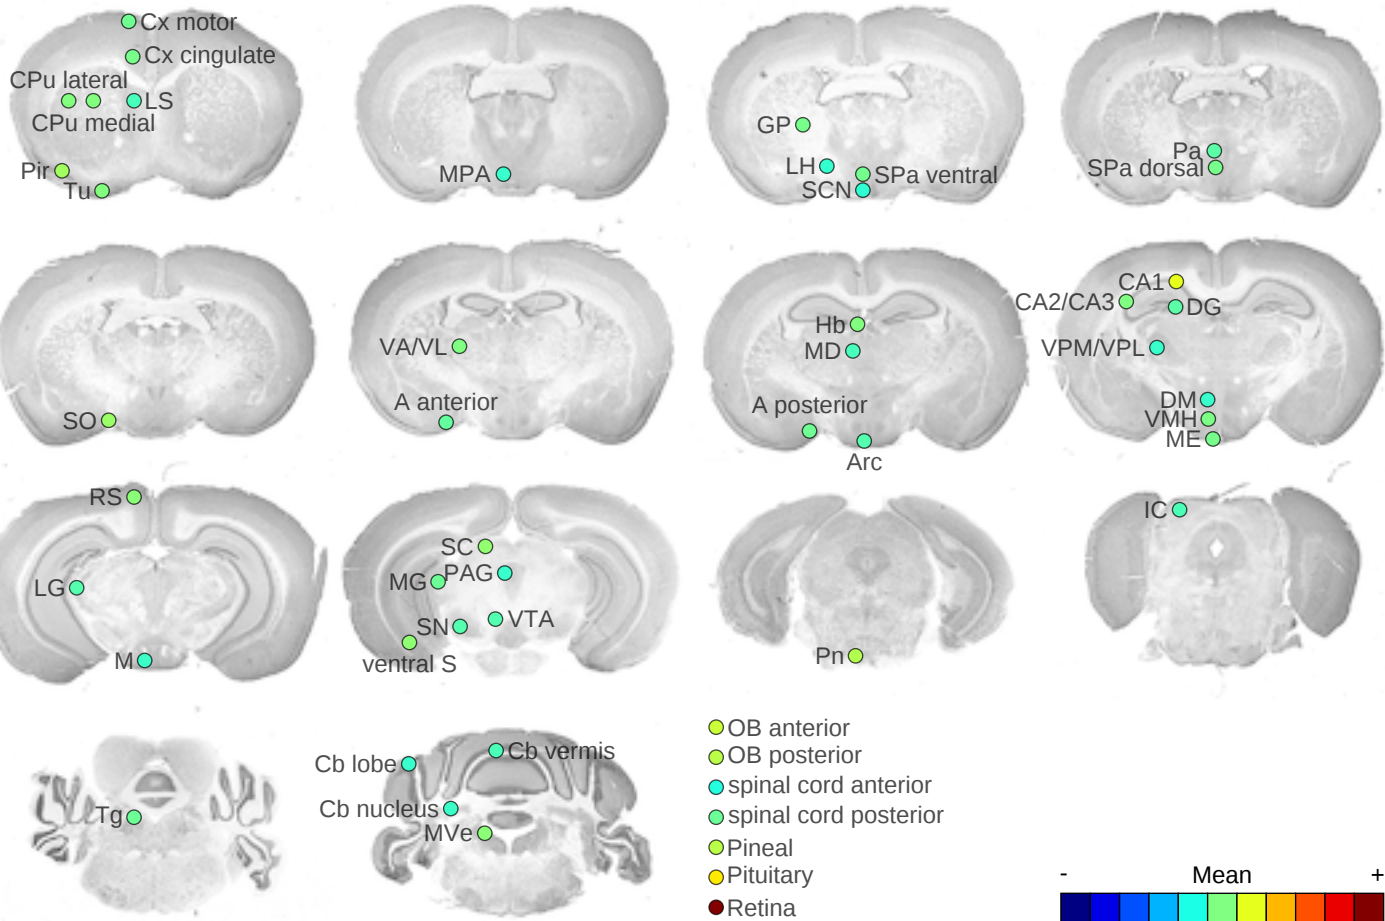 Cx motor
Cx cingulate
CPu lateral
LS
CPu medial
Pir
Tu
MPA
GP
LH
SPa ventral
SCN
Pa
SPa dorsal
SO
VA/VL
A anterior
Hb
MD
A posterior
Arc
CA1
CA2/CA3
DG
VPM/VPL
DM
VMH
ME
RS
LG
M
SC
MG
PAG
SN
VTA
ventral S
Pn
IC
Tg
Cb lobe
Cb vermis
Cb nucleus
MVe
OB anterior
OB posterior
spinal cord anterior
spinal cord posterior
Pineal
Pituitary
Retina
- Mean +